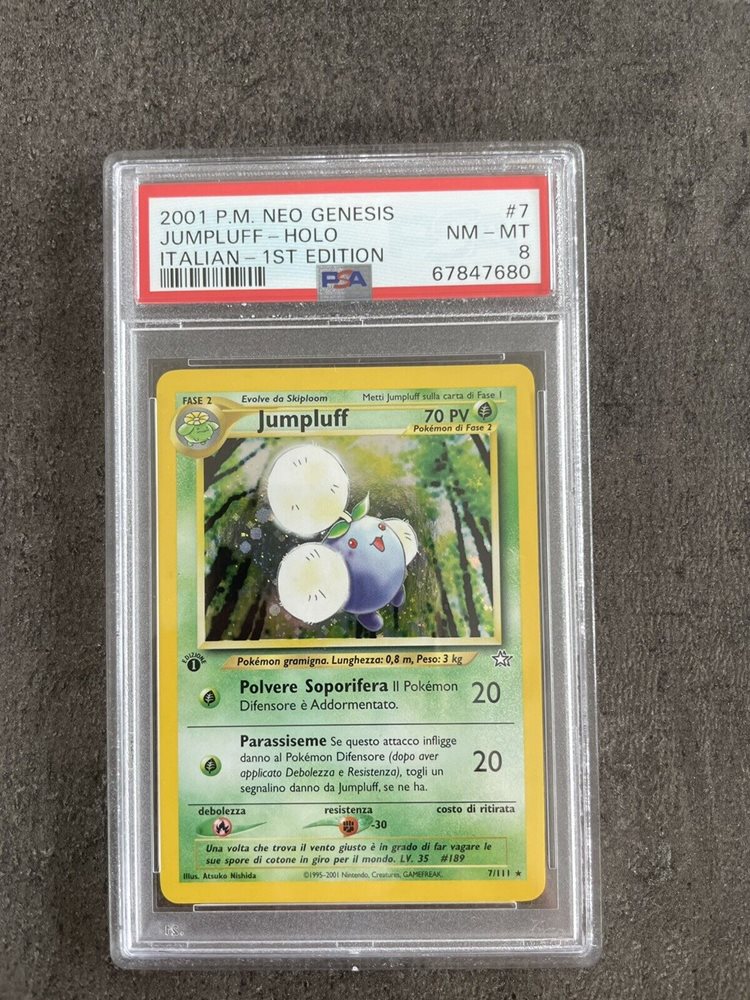 2001 P.M. NEO GENESIS #7
JUMPLUFF - HOLO NM - MT
ITALIAN - 1ST EDITION 8
PSA 67847680
FASE 2 Evolve da Skiploom Metti Jumpluff sulla carta di Fase 1
Jumpluff 70 PV
Pokémon di Fase 2
EDIZIONE
1
Pokémon gramigna. Lunghezza: 0,8 m, Peso: 3 kg
Polvere Soporifera Il Pokémon
Difensore è Addormentato. 20
Parassiseme Se questo attacco infligge
danno al Pokémon Difensore (dopo aver
applicato Debolezza e Resistenza), togli un 20
segnalino danno da Jumpluff, se ne ha.
debolezza resistenza costo di ritirata
-30
Una volta che trova il vento giusto è in grado di far vagare le
sue spore di cotone in giro per il mondo. LV. 35 #189
Illus. Atsuko Nishida ©1995-2001 Nintendo, Creatures, GAMEFREAK. 7/111 ★